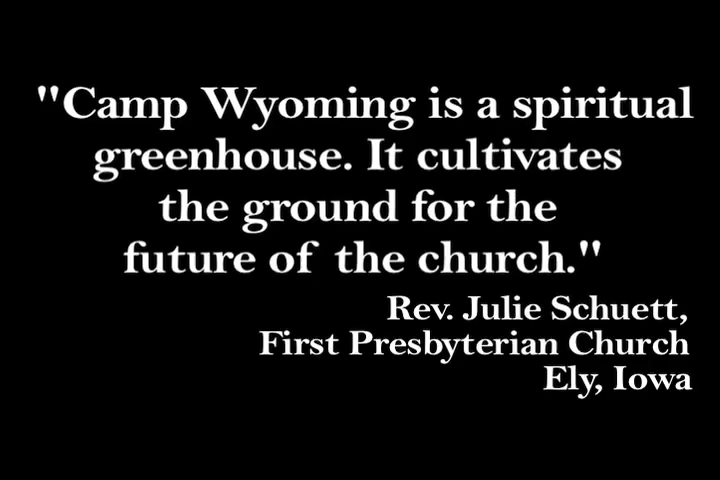 "Camp Wyoming is a spiritual
greenhouse. It cultivates
the ground for the
future of the church."
Rev. Julie Schuett,
First Presbyterian Church
Ely, Iowa